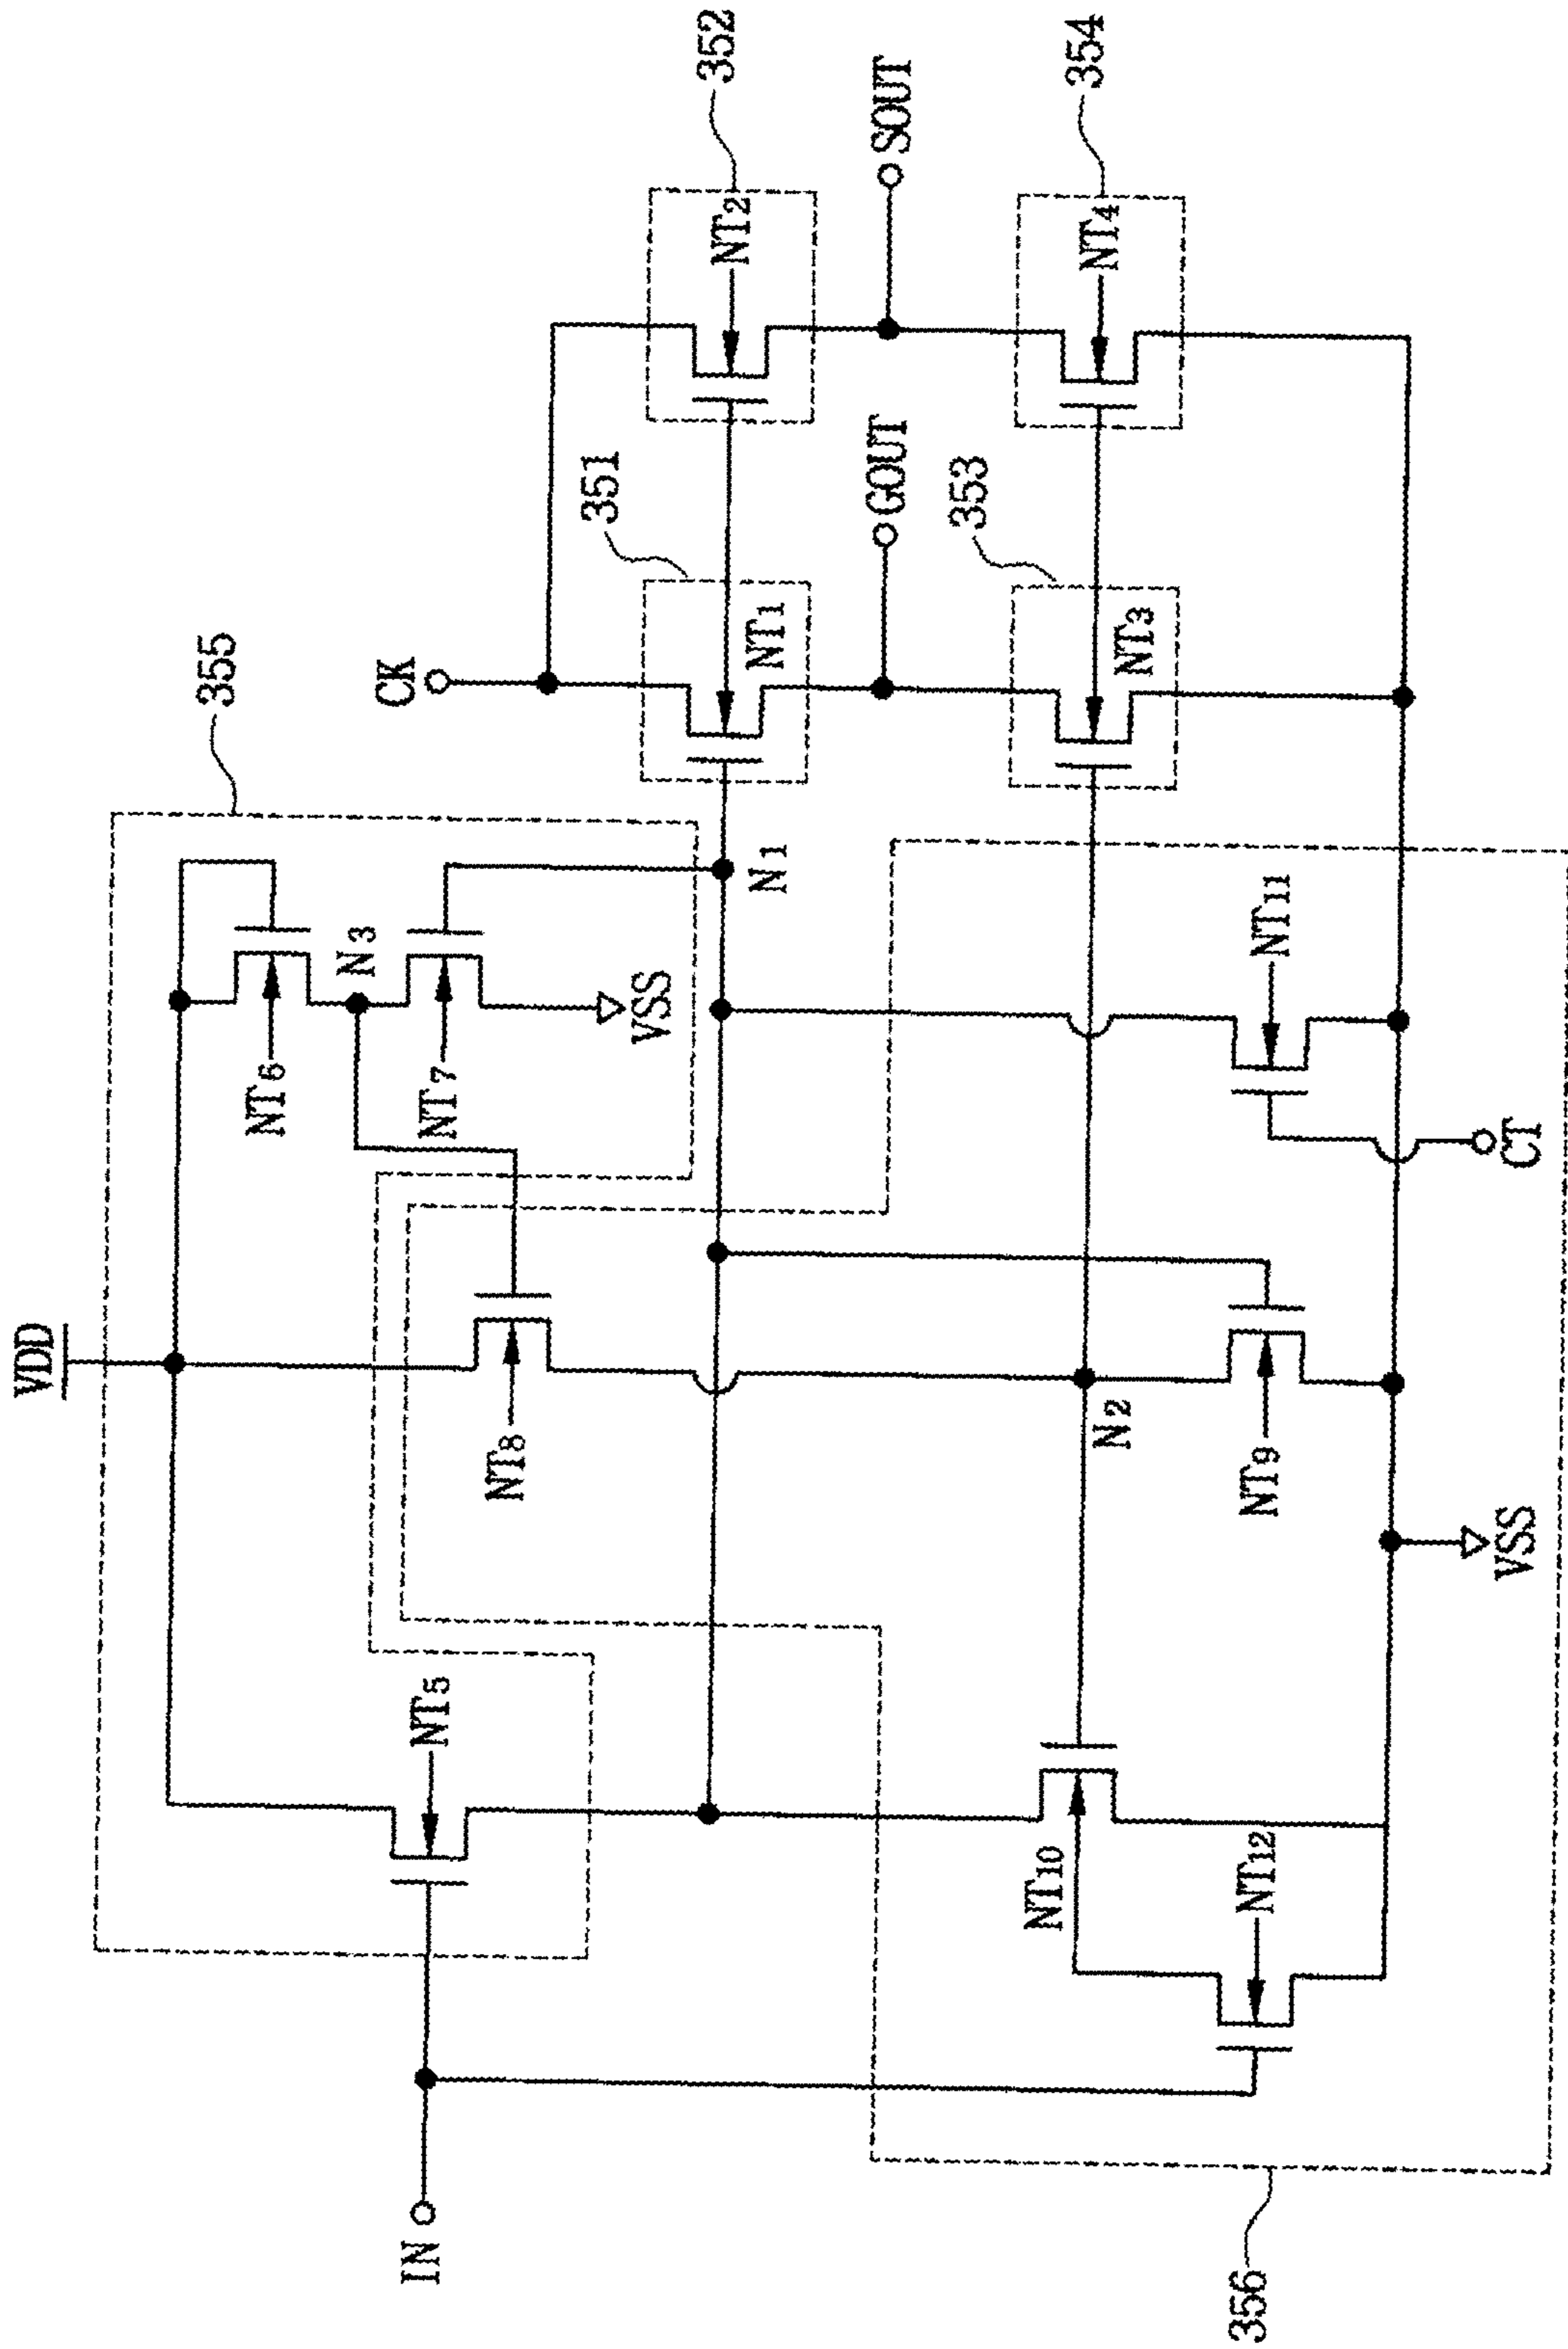 VDD
355
CK
352
354
351
353
NT5
NT6
N3
NT7
VSS
NT8
N1
NT1
NT2
GOUT
SOUT
NT3
NT4
IN
N2
NT10
NT12
NT9
NT11
CT
VSS
356